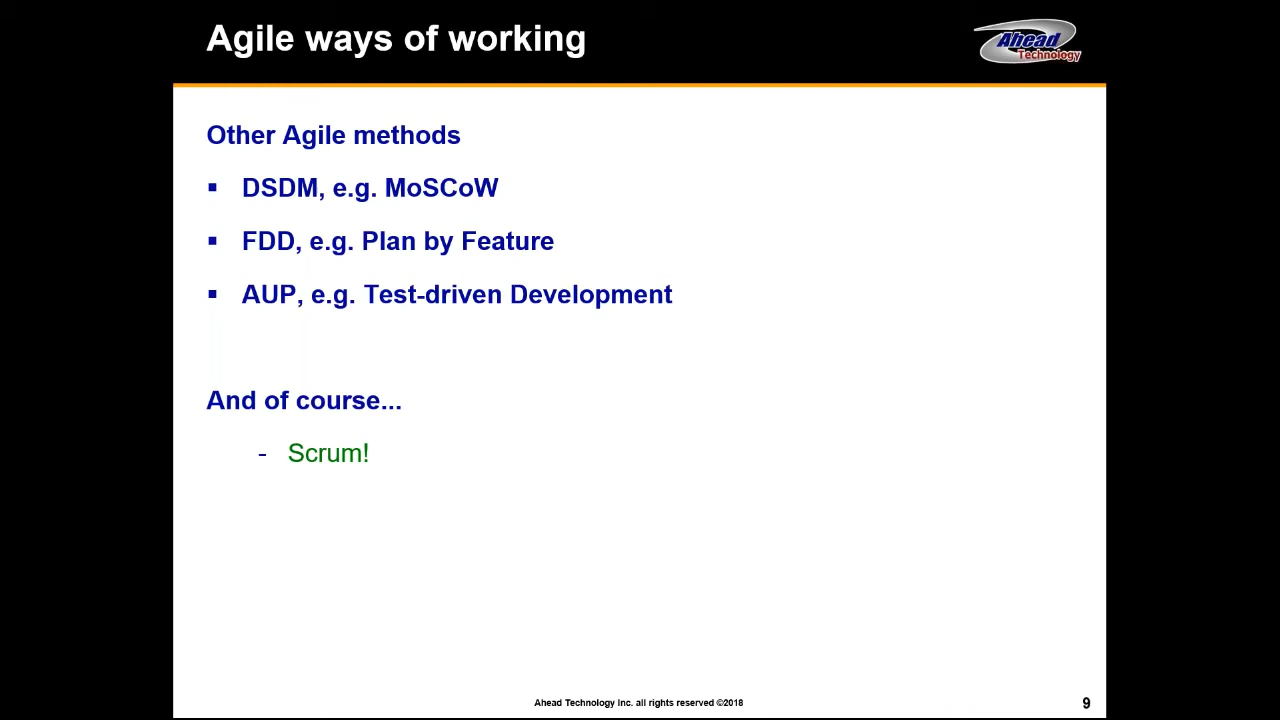 Agile ways of working
Ahead
Technology
Other Agile methods
▪ DSDM, e.g. MoSCoW
▪ FDD, e.g. Plan by Feature
▪ AUP, e.g. Test-driven Development
And of course...
- Scrum!
Ahead Technology Inc. all rights reserved ©2018
9